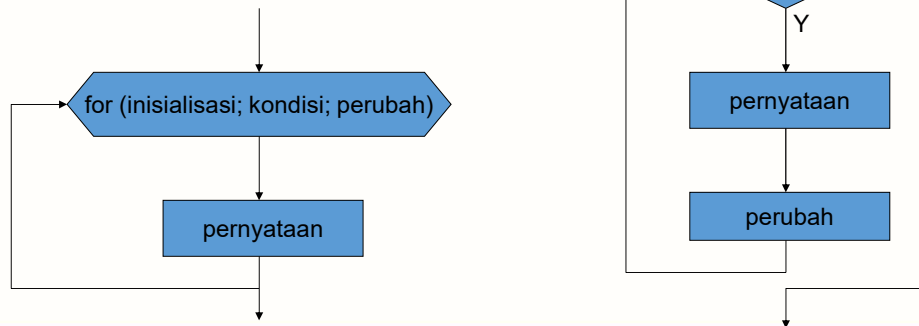 for (inisialisasi; kondisi; perubah)
pernyataan
Y
pernyataan
perubah